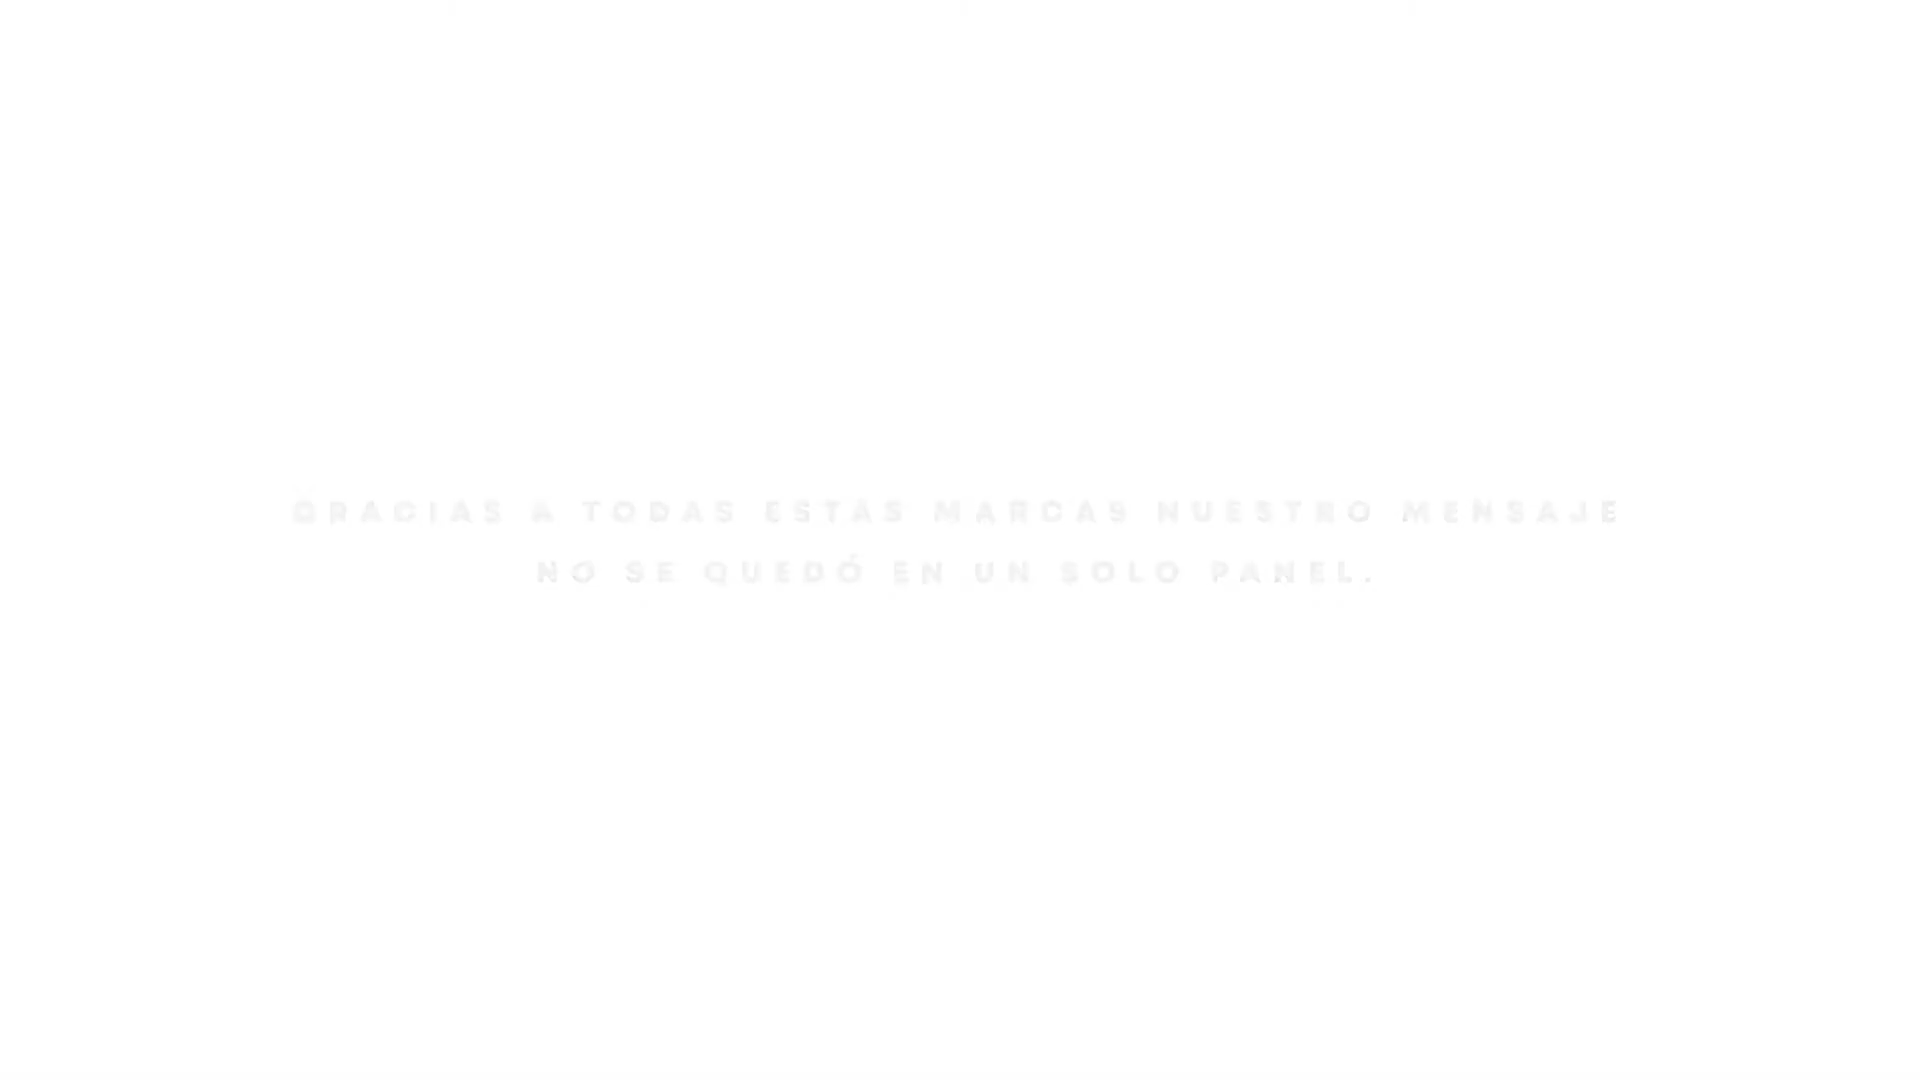 GRACIAS A TODAS ESTAS MARCAS NUESTRO MENSAJE
NO SE QUEDÓ EN UN SOLO PANEL.